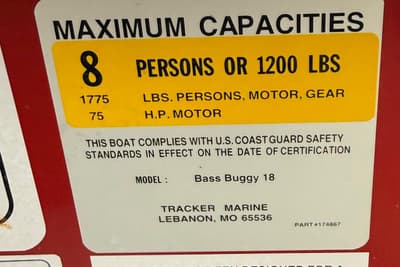 MAXIMUM CAPACITIES
8 PERSONS OR 1200 LBS
1775 LBS. PERSONS, MOTOR, GEAR
75 H.P. MOTOR
THIS BOAT COMPLIES WITH U.S. COAST GUARD SAFETY
STANDARDS IN EFFECT ON THE DATE OF CERTIFICATION
MODEL: Bass Buggy 18
TRACKER MARINE
LEBANON, MO 65536
PART #174867